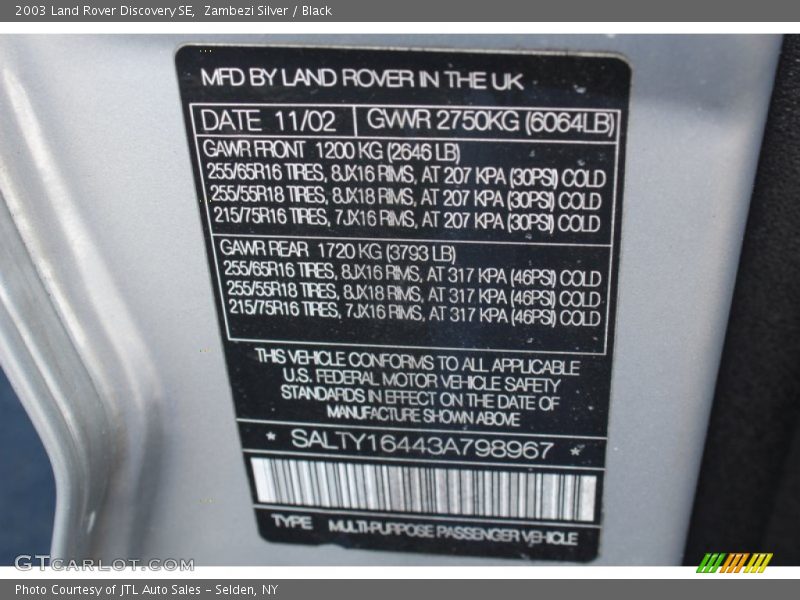 2003 Land Rover Discovery SE, Zambezi Silver / Black
MFD BY LAND ROVER IN THE UK
DATE 11/02 GWWR 2750KG (6064LB)
GAWR FRONT 1200 KG (2646 LB)
255/65R16 TIRES, 8JX16 RIMS, AT 207 KPA (30PSI) COLD
255/55R18 TIRES, 8JX18 RIMS, AT 207 KPA (30PSI) COLD
215/75R16 TIRES, 7JX16 RIMS, AT 207 KPA (30PSI) COLD
GAWR REAR 1720 KG (3793 LB)
255/65R16 TIRES, 8JX16 RIMS, AT 317 KPA (46PSI) COLD
255/55R18 TIRES, 8JX18 RIMS, AT 317 KPA (46PSI) COLD
215/75R16 TIRES, 7JX16 RIMS, AT 317 KPA (46PSI) COLD
THIS VEHICLE CONFORMS TO ALL APPLICABLE
U.S. FEDERAL MOTOR VEHICLE SAFETY
STANDARDS IN EFFECT ON THE DATE OF
MANUFACTURE SHOWN ABOVE
* SALTY16443A798967 *
TYPE MULTI-PURPOSE PASSENGER VEHICLE
GTCARLOT.COM
Photo Courtesy of JTL Auto Sales - Selden, NY